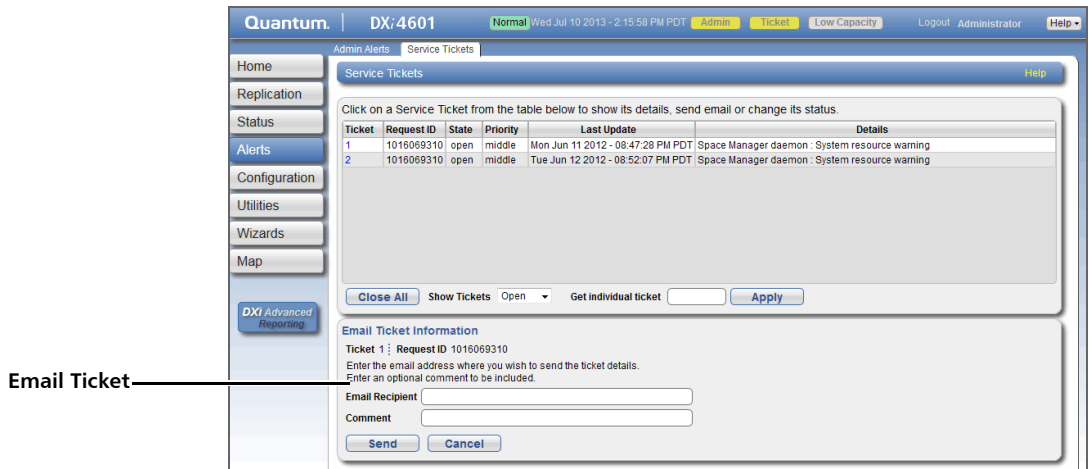 Quantum. DXi4601 Normal Wed Jul 10 2013 - 2:15:58 PM PDT Admin Ticket Low Capacity Logout Administrator Help
Admin Alerts Service Tickets
Home
Replication
Status
Alerts
Configuration
Utilities
Wizards
Map
DXi Advanced
Reporting
Service Tickets Help
Click on a Service Ticket from the table below to show its details, send email or change its status.
Ticket Request ID State Priority Last Update Details
1 1016069310 open middle Mon Jun 11 2012 - 08:47:28 PM PDT Space Manager daemon : System resource warning
2 1016069310 open middle Tue Jun 12 2012 - 08:52:07 PM PDT Space Manager daemon : System resource warning
Close All Show Tickets Open Get individual ticket Apply
Email Ticket Information
Ticket 1 Request ID 1016069310
Enter the email address where you wish to send the ticket details.
Enter an optional comment to be included.
Email Recipient
Comment
Send Cancel
Email Ticket